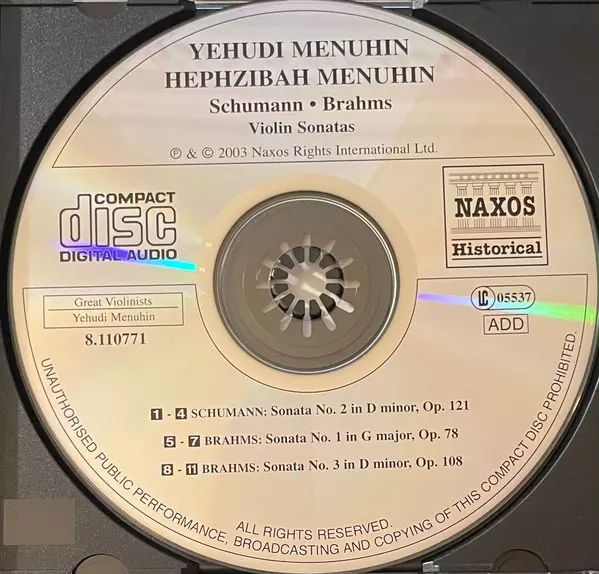 YEHUDI MENUHIN
HEPHZIBAH MENUHIN
Schumann • Brahms
Violin Sonatas
℗ & © 2003 Naxos Rights International Ltd.
COMPACT
disc
DIGITAL AUDIO
NAXOS
Historical
Great Violinists
Yehudi Menuhin
8.110771
LC 05537
ADD
1 - 4 SCHUMANN: Sonata No. 2 in D minor, Op. 121
5 - 7 BRAHMS: Sonata No. 1 in G major, Op. 78
8 - 11 BRAHMS: Sonata No. 3 in D minor, Op. 108
ALL RIGHTS RESERVED.
UNAUTHORISED PUBLIC PERFORMANCE, BROADCASTING AND COPYING OF THIS COMPACT DISC PROHIBITED.